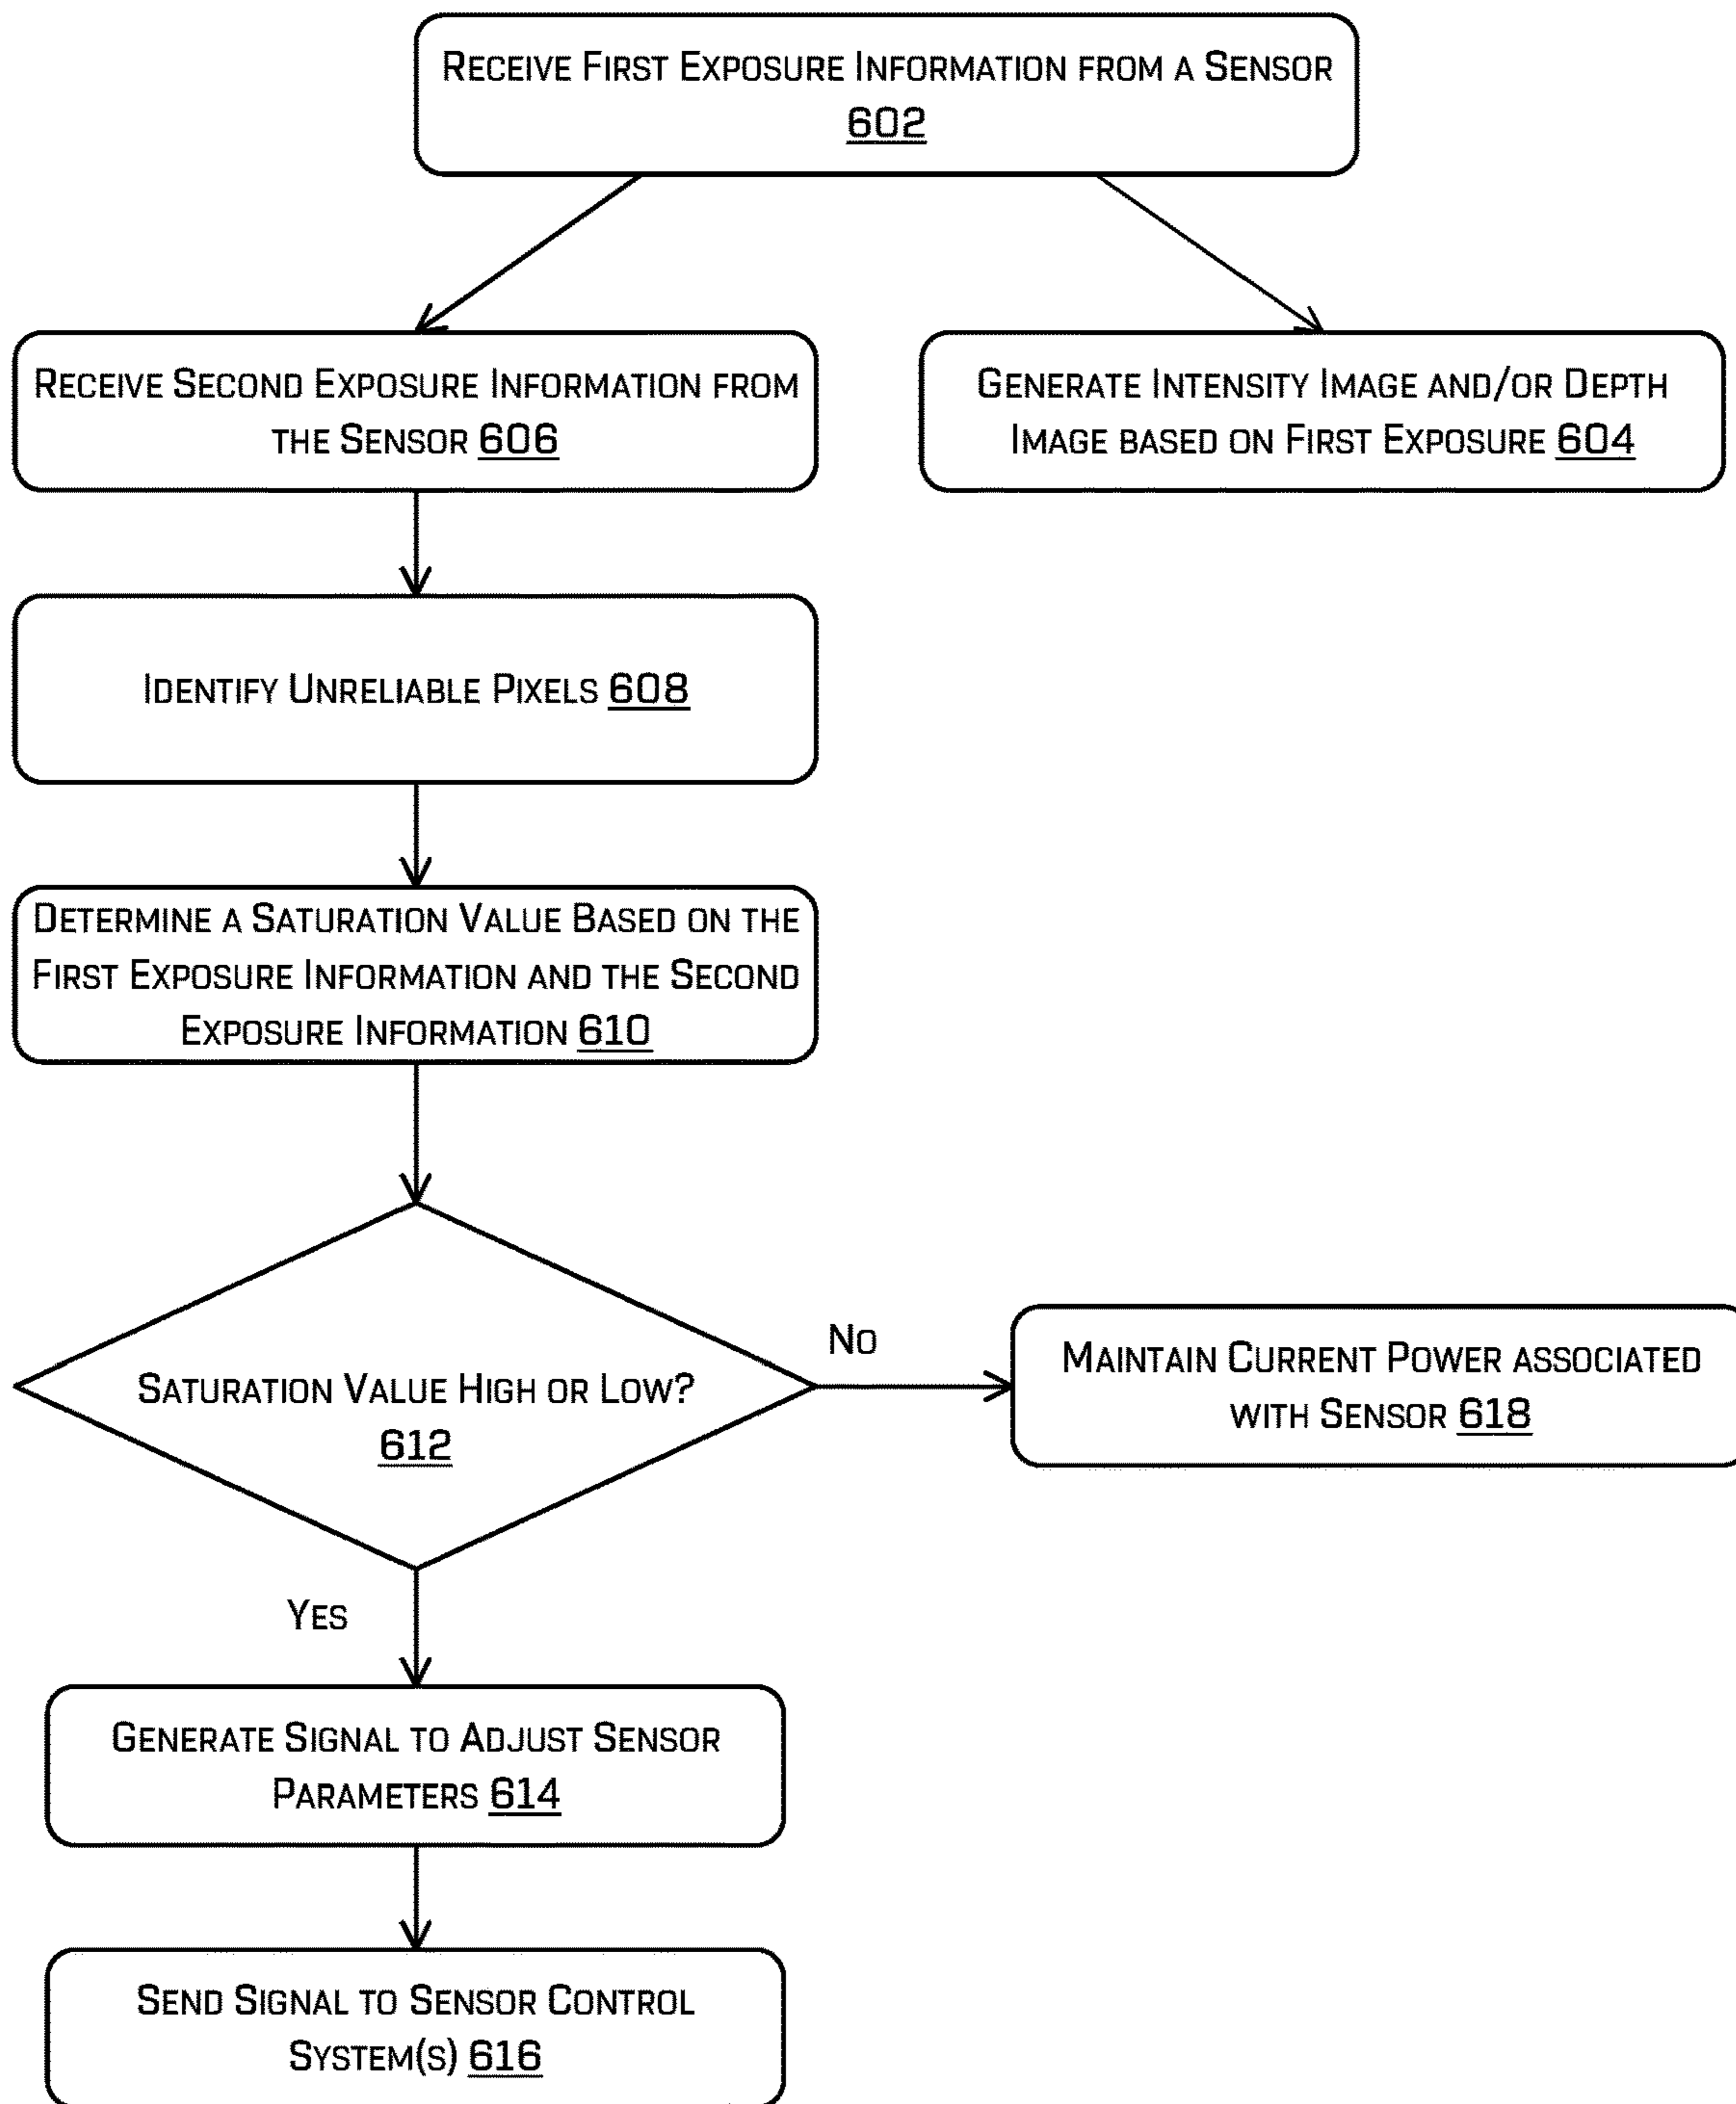 RECEIVE FIRST EXPOSURE INFORMATION FROM A SENSOR
602
RECEIVE SECOND EXPOSURE INFORMATION FROM
THE SENSOR 606
GENERATE INTENSITY IMAGE AND/OR DEPTH
IMAGE BASED ON FIRST EXPOSURE 604
IDENTIFY UNRELIABLE PIXELS 608
DETERMINE A SATURATION VALUE BASED ON THE
FIRST EXPOSURE INFORMATION AND THE SECOND
EXPOSURE INFORMATION 610
SATURATION VALUE HIGH OR LOW?
612
NO
MAINTAIN CURRENT POWER ASSOCIATED
WITH SENSOR 618
YES
GENERATE SIGNAL TO ADJUST SENSOR
PARAMETERS 614
SEND SIGNAL TO SENSOR CONTROL
SYSTEM(S) 616